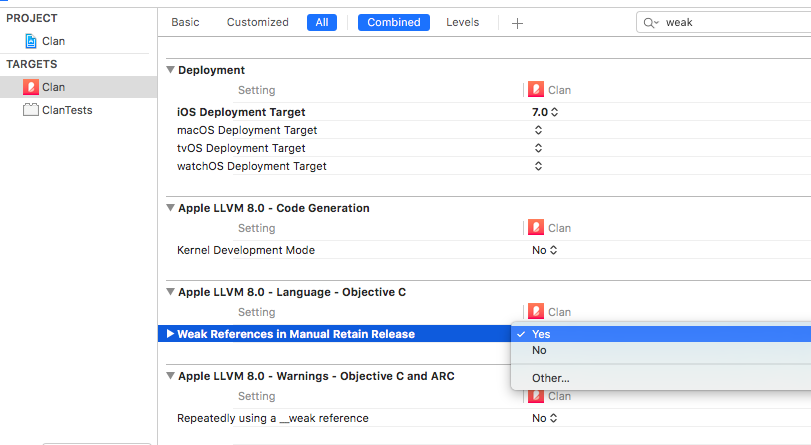 PROJECT
Clan
TARGETS
Clan
ClanTests
Basic Customized All Combined Levels + weak
Deployment
Setting Clan
iOS Deployment Target 7.0
macOS Deployment Target
tvOS Deployment Target
watchOS Deployment Target
Apple LLVM 8.0 - Code Generation
Setting Clan
Kernel Development Mode No
Apple LLVM 8.0 - Language - Objective C
Setting Clan
Weak References in Manual Retain Release Yes
No
Other...
Apple LLVM 8.0 - Warnings - Objective C and ARC
Setting Clan
Repeatedly using a __weak reference No